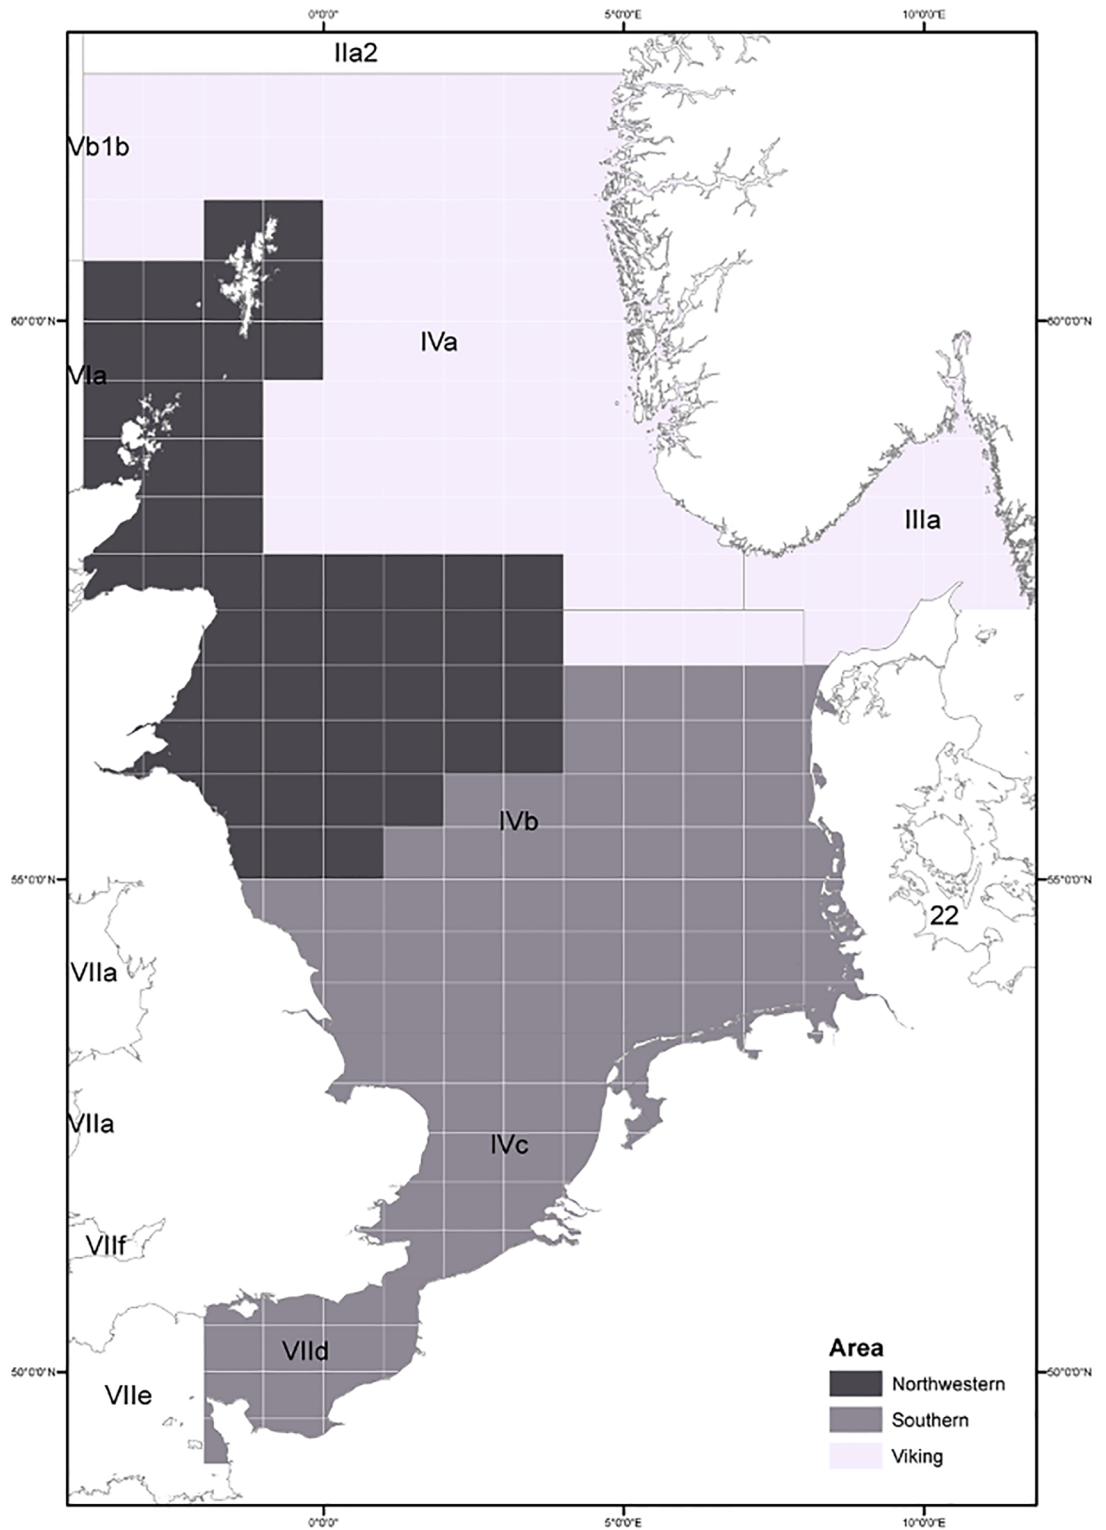 0°0'0" 5°0'0"E 10°0'0"E
IIa2
Vb1b
60°0'0"N 60°0'0"N
IVa
VIa
IIIa
IVb
55°0'0"N 55°0'0"N
22
VIIa
VIIa
IVc
VIIf
VIId
Area
50°0'0"N 50°0'0"N
Northwestern
VIIe
Southern
Viking
0°0'0" 5°0'0"E 10°0'0"E